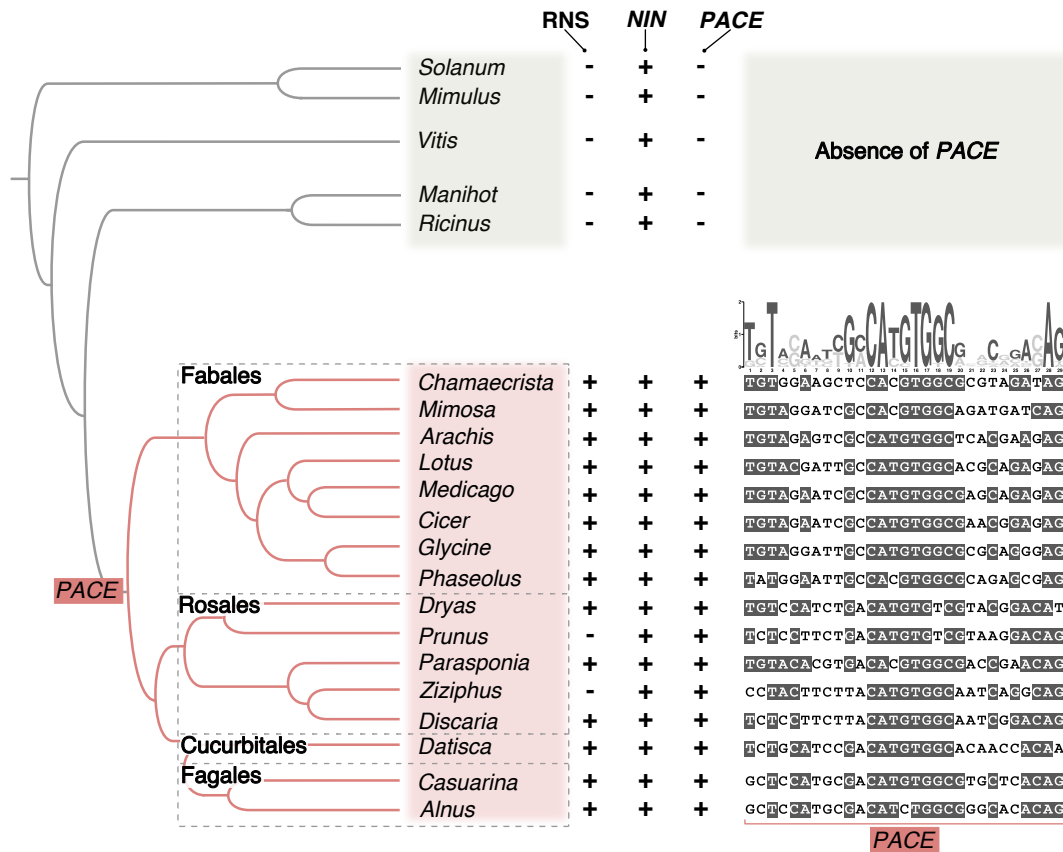 RNS NIN PACE
Solanum - + -
Mimulus - + -
Vitis - + -
Absence of PACE
Manihot - + -
Ricinus - + -
Fabales
Chamaecrista + + + TGTGGAAGCTCCACGTGGCGCGTAGATAG
Mimosa + + + TGTAGGATCGCCACGTGGCAGATGATCAG
Arachis + + + TGTAGAGTCGCCATGTGGCTCACGAAGAG
Lotus + + + TGTACGATTGCCATGTGGCACGCAGAGAG
Medicago + + + TGTAGAATCGCCATGTGGCGAGCAGAGAG
Cicer + + + TGTAGAATCGCCATGTGGCGAACGGAGAG
Glycine + + + TGTAGGATTGCCATGTGGCGCGCAGGGAG
Phaseolus + + + TATGGAATTGCCACGTGGCGCAGAGCGAG
PACE
Rosales
Dryas + + + TGTCCATCTGACATGTGTCGTACGGACAT
Prunus - + + TCTCCTTCTGACATGTGTCGTAAGGACAG
Parasponia + + + TGTACACGTGACACGTGGCGACCGAACAG
Ziziphus - + + CCTACTTCTTACATGTGGCAATCAGGCAG
Discaria + + + TCTCCTTCTTACATGTGGCAATCGGACAG
Cucurbitales
Datisca + + + TCTGCATCCGACATGTGGCACAACCACAA
Fagales
Casuarina + + + GCTCCATGCGACATGTGGCGTGCTCACAG
Alnus + + + GCTCCATGCGACATCTGGCGGGCACACAG
PACE